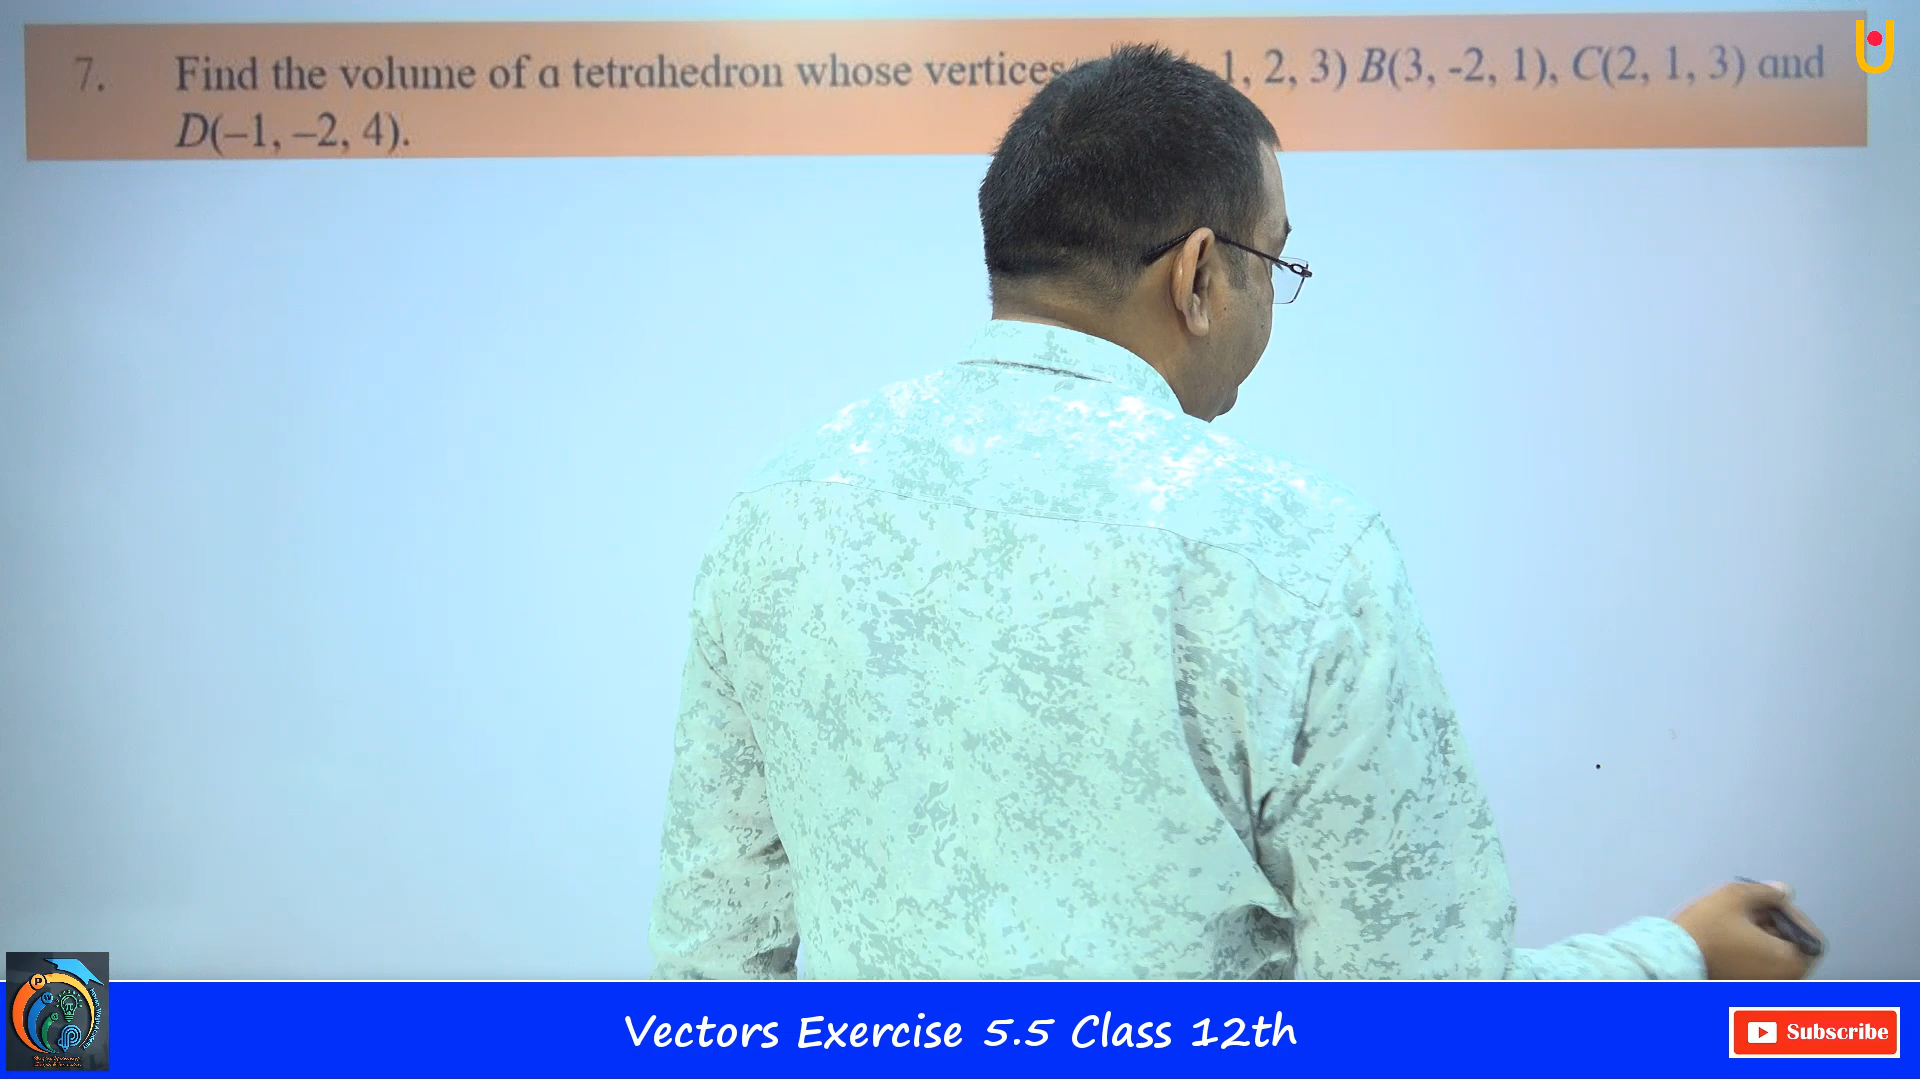 7. Find the volume of a tetrahedron whose vertices 1, 2, 3) B(3, -2, 1), C(2, 1, 3) and
D(–1, –2, 4).
Vectors Exercise 5.5 Class 12th
Subscribe